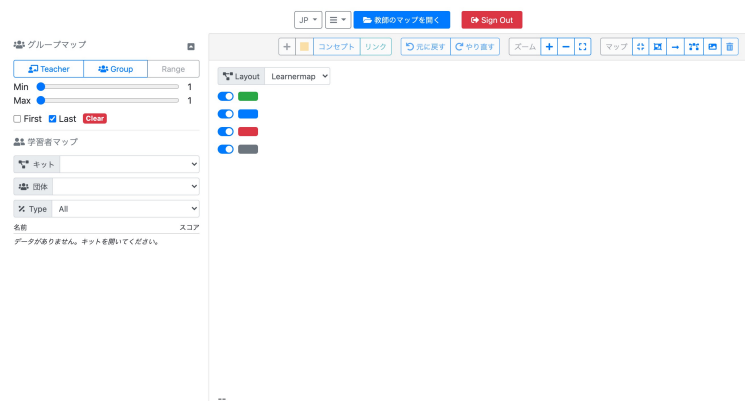 JP
教師のマップを開く
Sign Out
グループマップ
コンセプト リンク
元に戻す やり直す
ズーム
マップ
Teacher Group Range
Layout Learnermap
Min 1
Max 1
First Last Clear
学習者マップ
キット
団体
Type All
名前 スコア
データがありません。キットを開いてください。
--